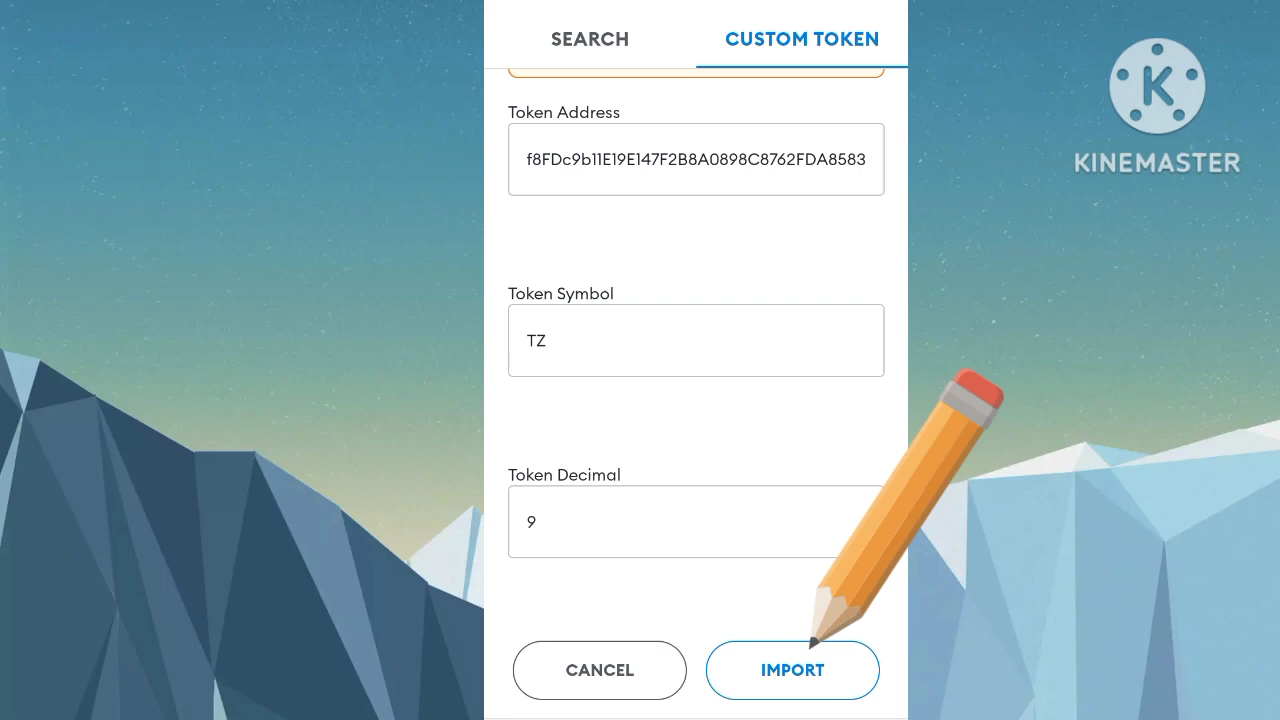 SEARCH
CUSTOM TOKEN
Token Address
f8FDc9b11E19E147F2B8A0898C8762FDA8583
Token Symbol
TZ
Token Decimal
9
CANCEL
IMPORT
K
KINEMASTER